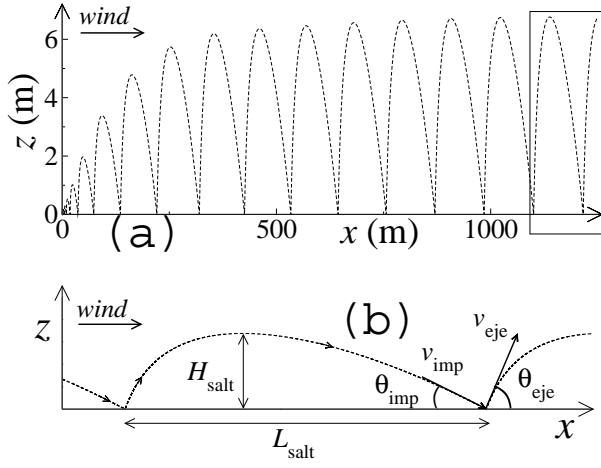 z (m)
6
4
2
0
wind
0
500
1000
(a)
x (m)
z
wind
(b)
H_salt
v_imp
v_eje
θ_imp
θ_eje
x
L_salt